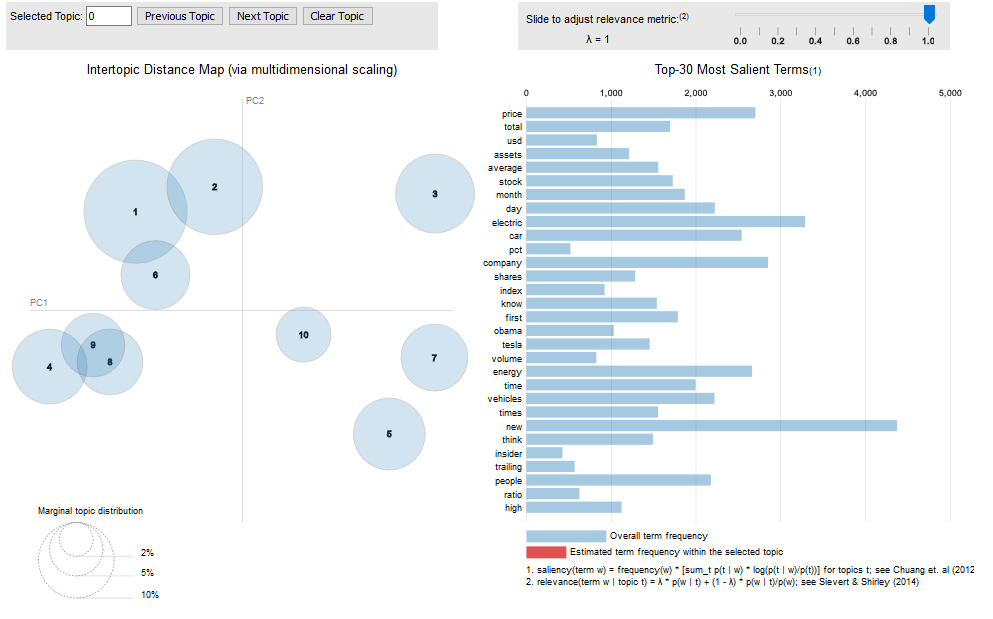 Selected Topic: 0 Previous Topic Next Topic Clear Topic
Slide to adjust relevance metric:(2)
λ = 1
0.0 0.2 0.4 0.6 0.8 1.0
Intertopic Distance Map (via multidimensional scaling)
PC2
PC1
1
2
3
6
10
9
8
4
7
5
Marginal topic distribution
2%
5%
10%
Top-30 Most Salient Terms(1)
0 1,000 2,000 3,000 4,000 5,000
price
total
usd
assets
average
stock
month
day
electric
car
pct
company
shares
index
know
first
obama
tesla
volume
energy
time
vehicles
times
new
think
insider
trailing
people
ratio
high
Overall term frequency
Estimated term frequency within the selected topic
1. saliency(term w) = frequency(w) * [sum_t p(t | w) * log(p(t | w)/p(t))] for topics t; see Chuang et. al (2012
2. relevance(term w | topic t) = λ * p(w | t) + (1 - λ) * p(w | t)/p(w); see Sievert & Shirley (2014)